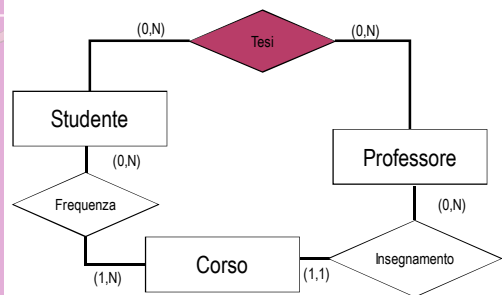 (0,N)
Tesi
(0,N)
Studente
(0,N)
Professore
(0,N)
Frequenza
Insegnamento
(1,N)
Corso
(1,1)